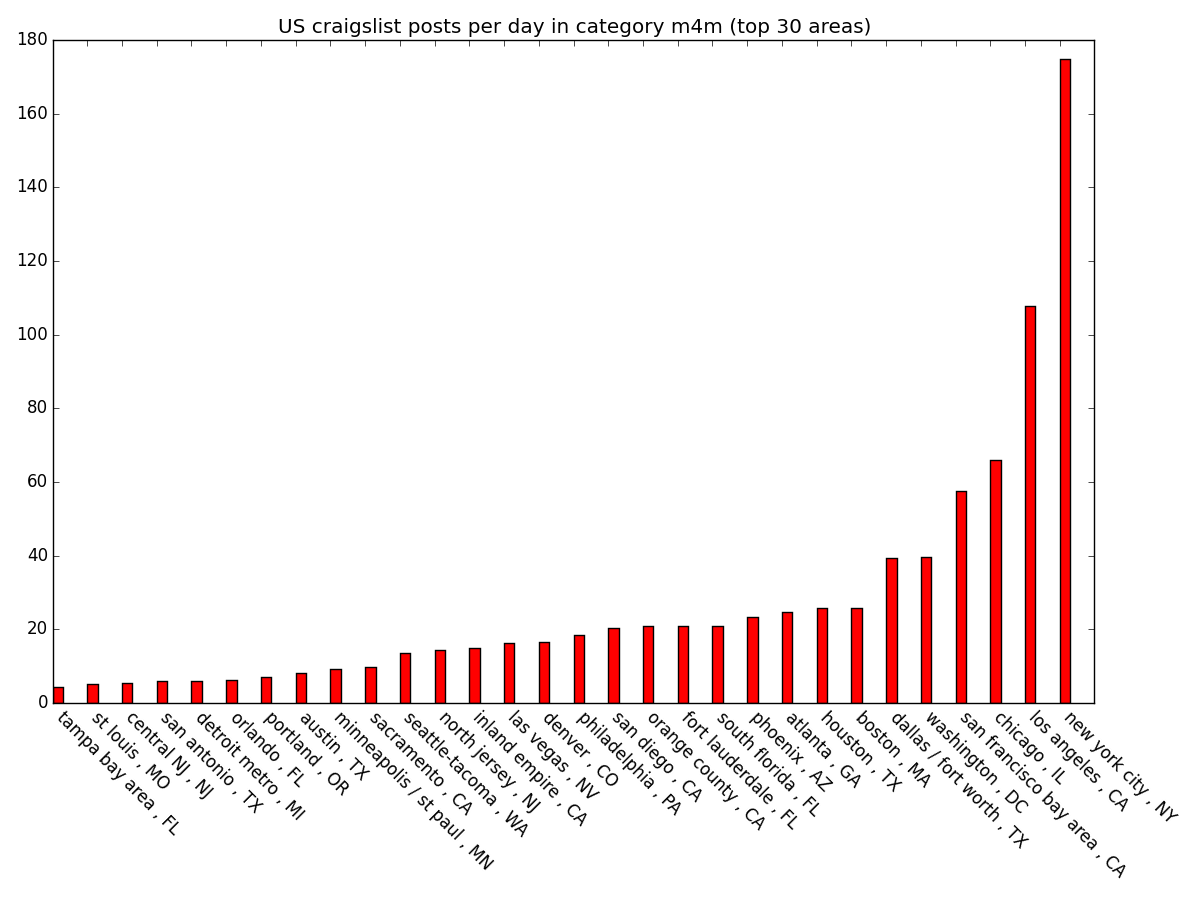 US craigslist posts per day in category m4m (top 30 areas)
180
160
140
120
100
80
60
40
20
0
tampa bay area , FL
st louis , MO
central NJ , NJ
san antonio , TX
detroit metro , MI
orlando , FL
portland , OR
austin , TX
minneapolis / st paul , MN
sacramento , CA
seattle-tacoma , WA
north jersey , NJ
inland empire , CA
las vegas , NV
denver , CO
philadelphia , PA
san diego , CA
orange county , CA
fort lauderdale , FL
south florida , FL
phoenix , AZ
atlanta , GA
houston , TX
boston , MA
dallas / fort worth , TX
washington , DC
san francisco bay area , CA
chicago , IL
los angeles , CA
new york city , NY